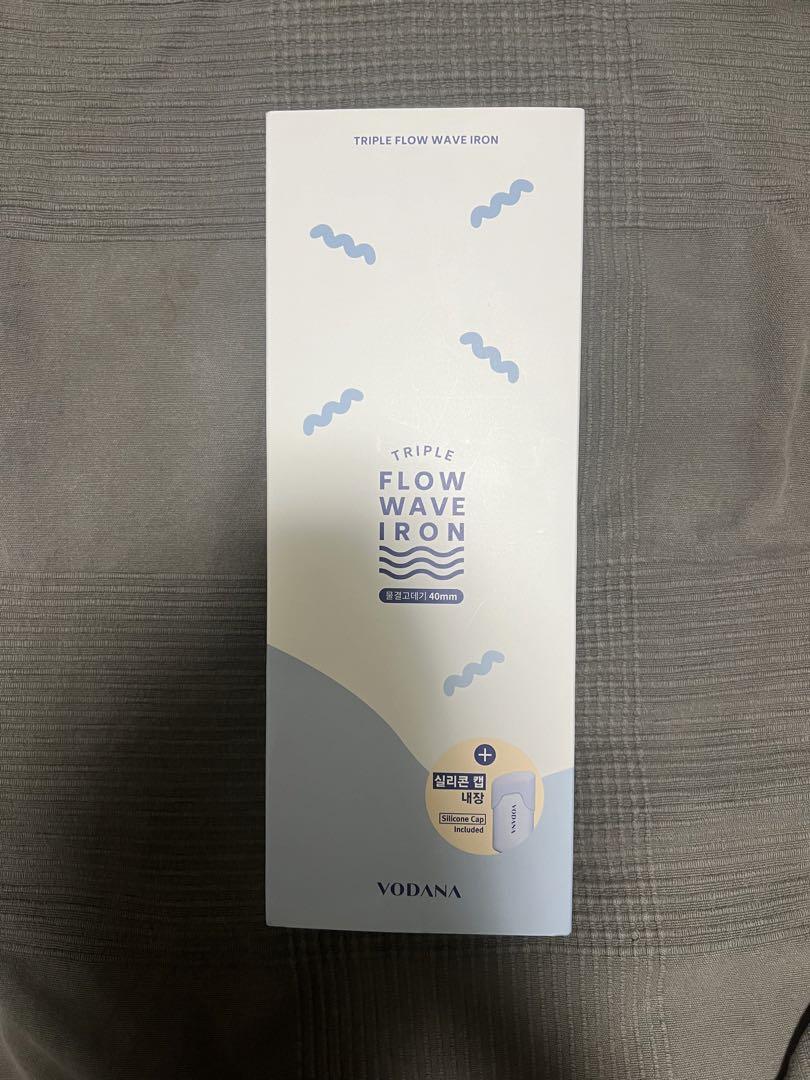 TRIPLE FLOW WAVE IRON
TRIPLE
FLOW
WAVE
IRON
물결고데기 40mm
+
실리콘 캡
내장
Silicone Cap
Included
VODANA
VODANA